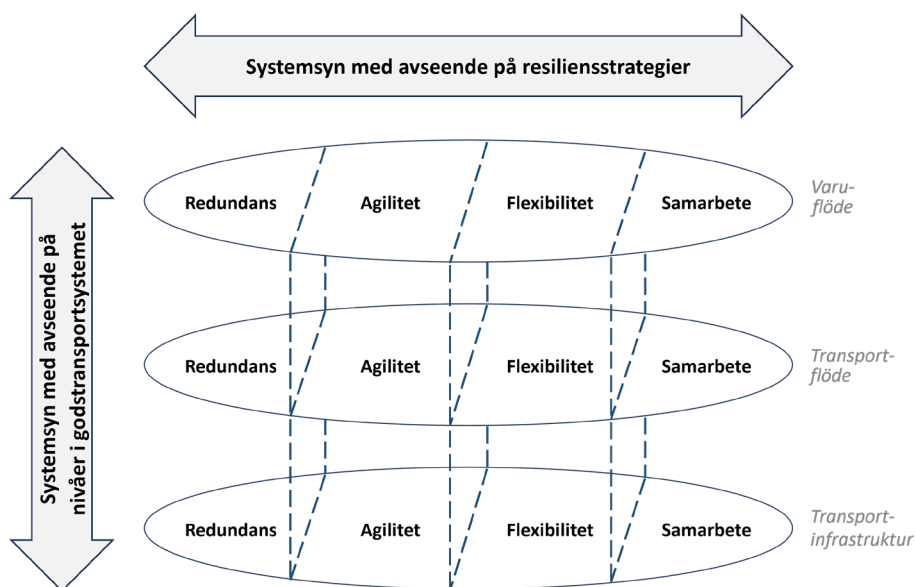 Systemsyn med avseende på resiliensstrategier
Systemsyn med avseende på
nivåer i godstransportsystemet
Redundans
Agilitet
Flexibilitet
Samarbete
Varu-
flöde
Redundans
Agilitet
Flexibilitet
Samarbete
Transport-
flöde
Redundans
Agilitet
Flexibilitet
Samarbete
Transport-
infrastruktur